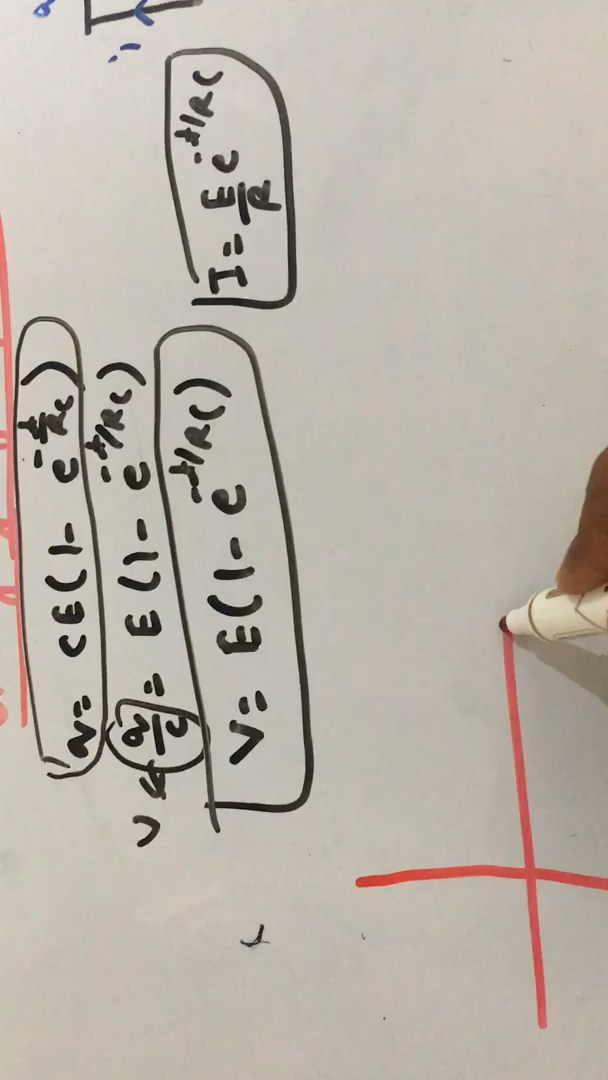 q = CE(1 - e^{-t/RC})
V ← q/C = E(1 - e^{-t/RC})
V = E(1 - e^{-t/RC})
I = E/R e^{-t/RC}